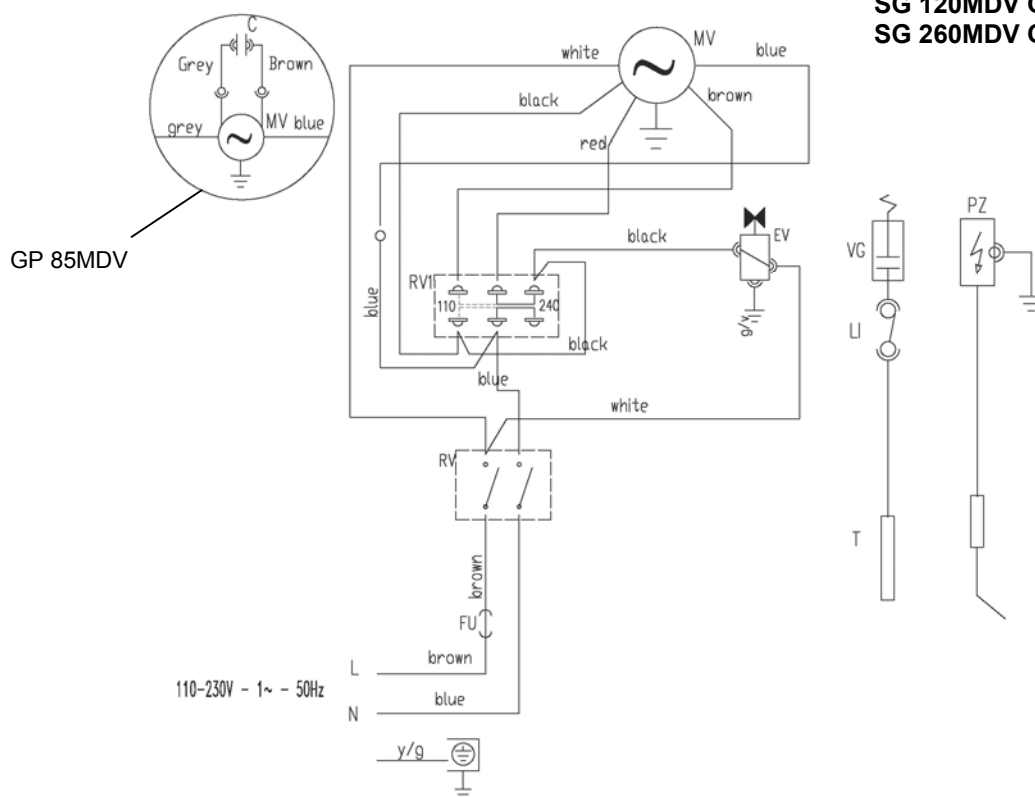 SG 120MDV
SG 260MDV
C
Grey
Brown
grey
MV
blue
GP 85MDV
white
MV
blue
black
brown
red
black
EV
g/y
blue
RV1
110
240
black
blue
white
RV
brown
FU
L
brown
110-230V - 1~ - 50Hz
N
blue
y/g
VG
LI
T
PZ